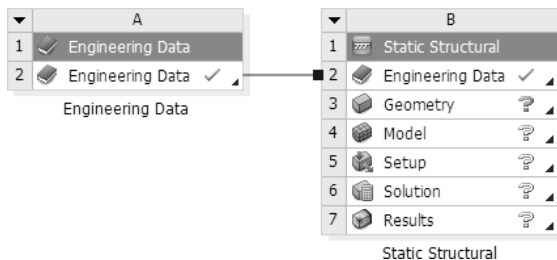 A
1 Engineering Data
2 Engineering Data
Engineering Data
B
1 Static Structural
2 Engineering Data
3 Geometry ?
4 Model ?
5 Setup ?
6 Solution ?
7 Results ?
Static Structural